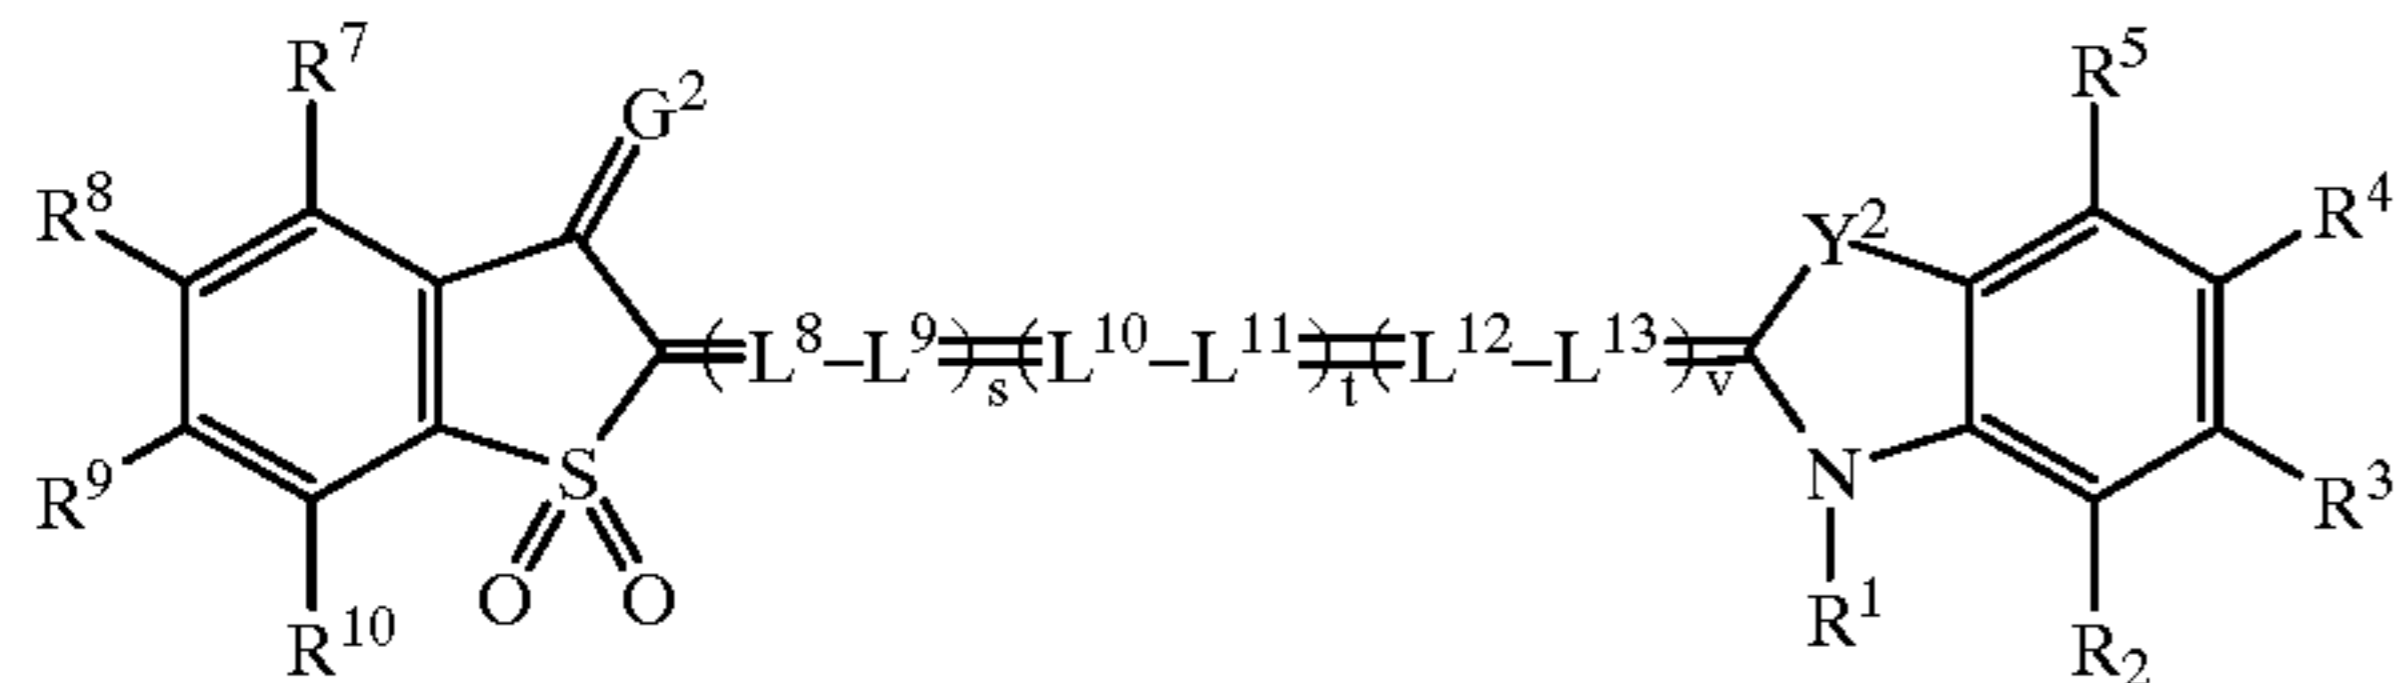 R⁷ R⁵
G²
R⁸ Y² R⁴
(L⁸–L⁹)s(L¹⁰–L¹¹)t(L¹²–L¹³)v
R⁹ S N R³
O O R¹
R¹⁰ R₂